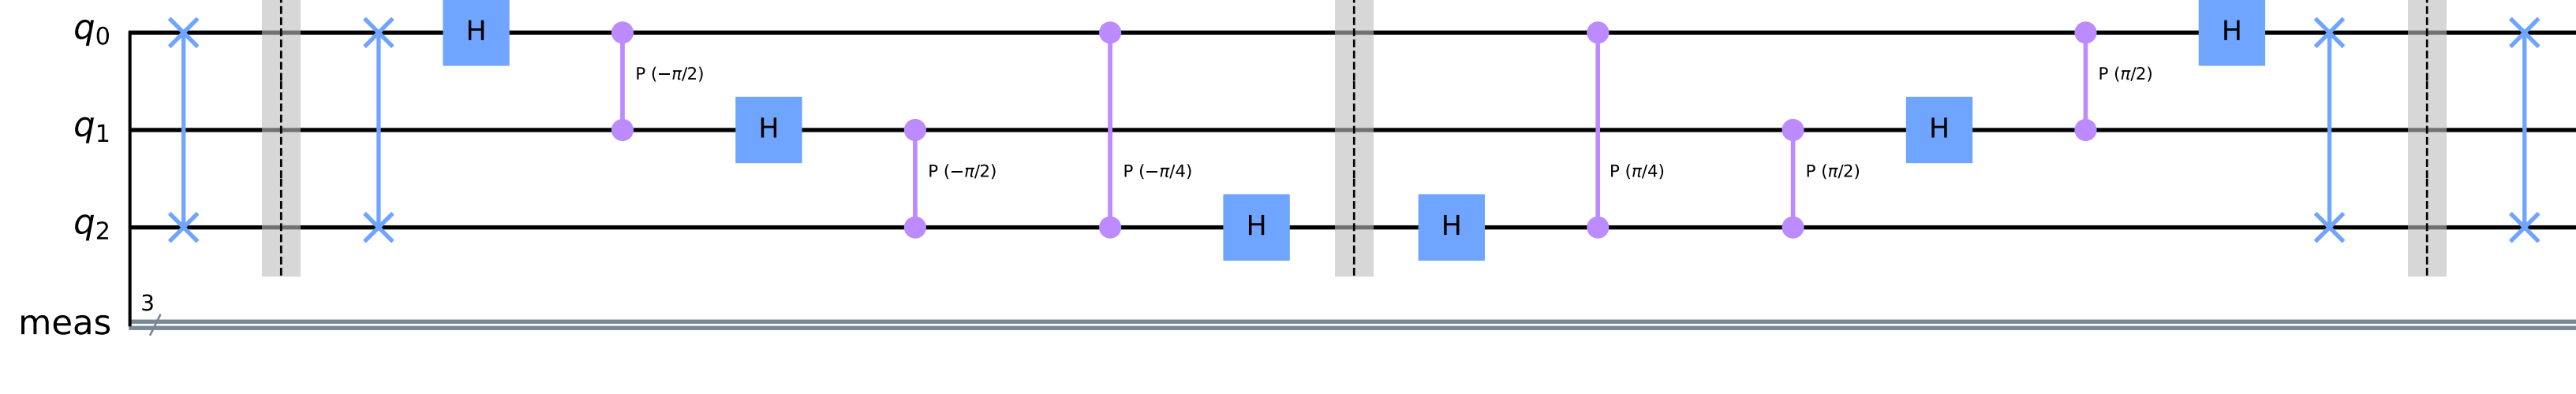 q0 H H
P (−π/2) P (π/2)
q1 H H
P (−π/2) P (−π/4) P (π/4) P (π/2)
q2 H H
3
meas